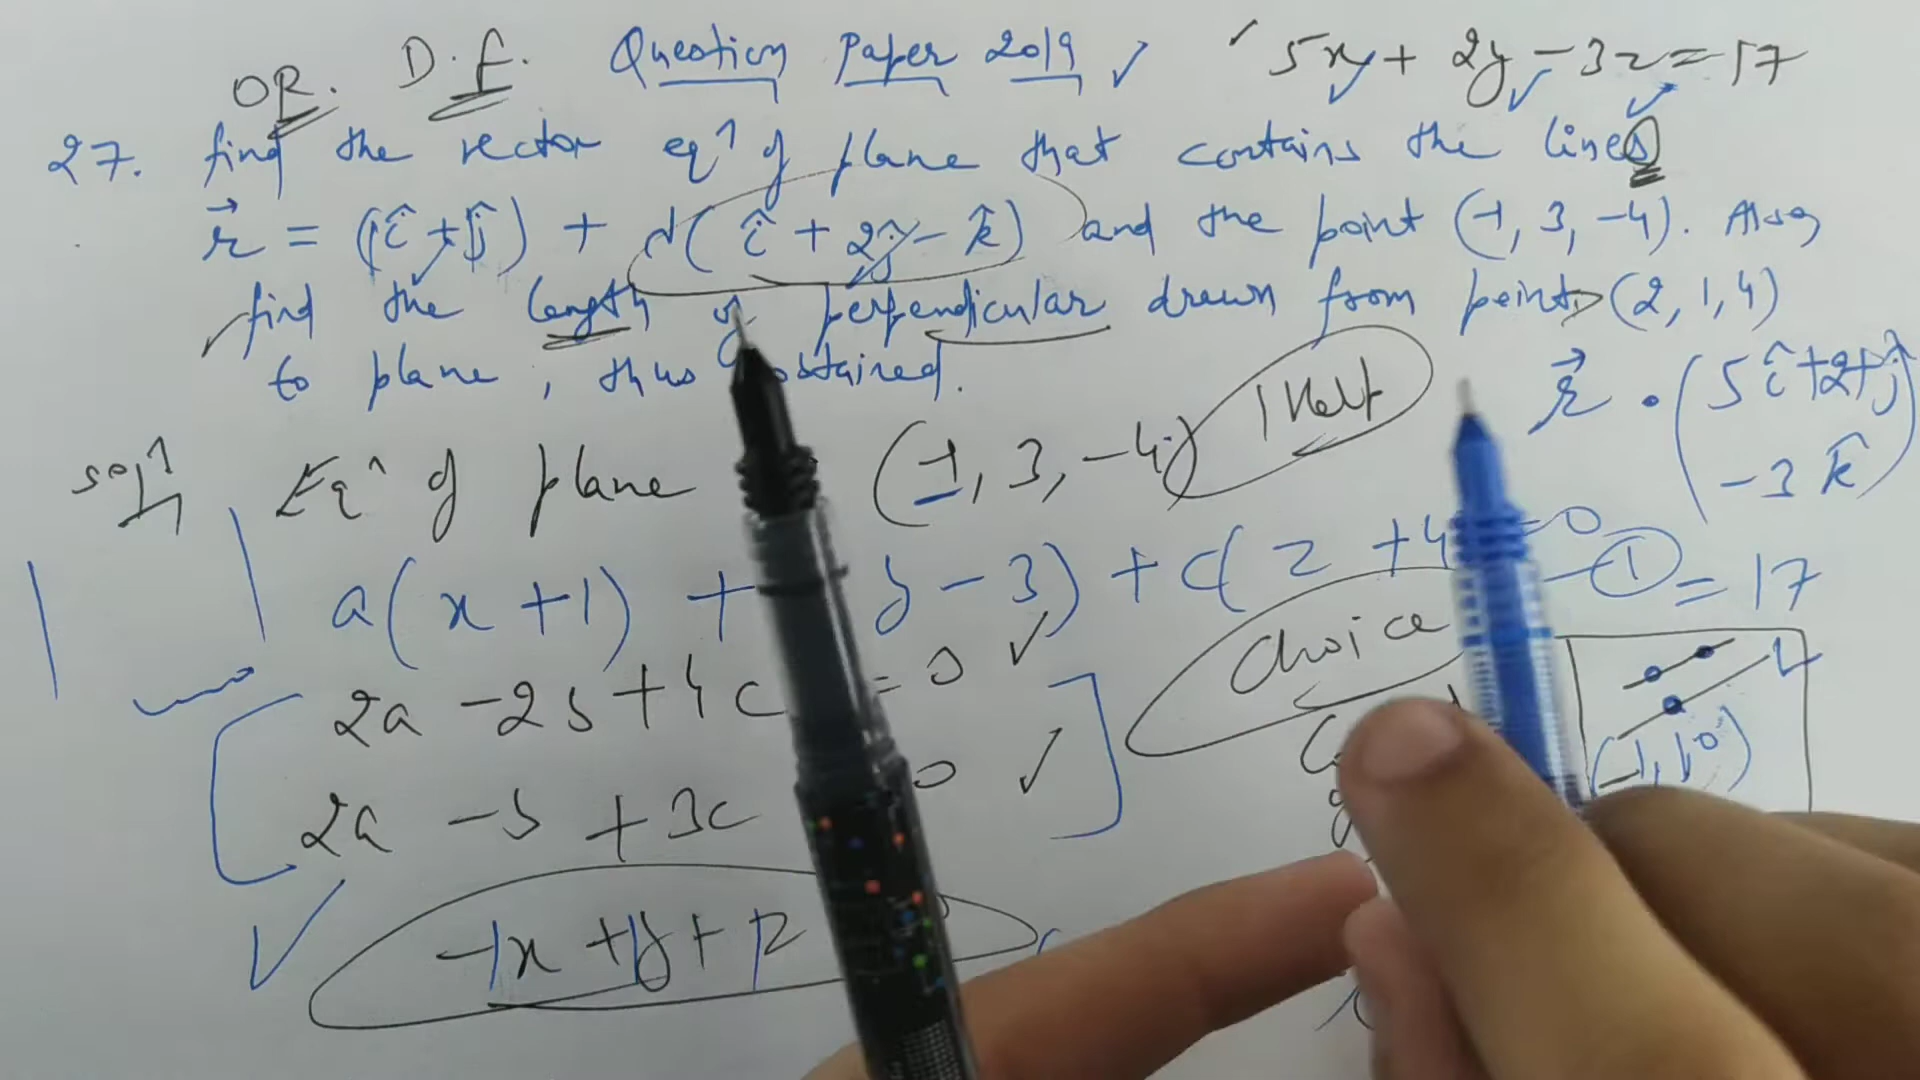 OR. D.F. Question Paper 2019 5x + 2y - 3z = 17
27. find the vector eqn of plane that contains the lines
r⃗ = (î + ĵ) + λ(î + 2ĵ - k̂) and the point (-1, 3, -4). Also
find the length of perpendicular drawn from point (2, 1, 4)
to plane, thus obtained.
r⃗ · (5î + 2ĵ
- 3k̂)
= 17
Soln Eqn of plane (-1, 3, -4)
a(x + 1) + y - 3) + c(z + 4 = 0 - ①
2a - 2b + 4c = 0
choice
2a - b + 3c 0
(-1, 1, 0)
-1x + 1y + 1z